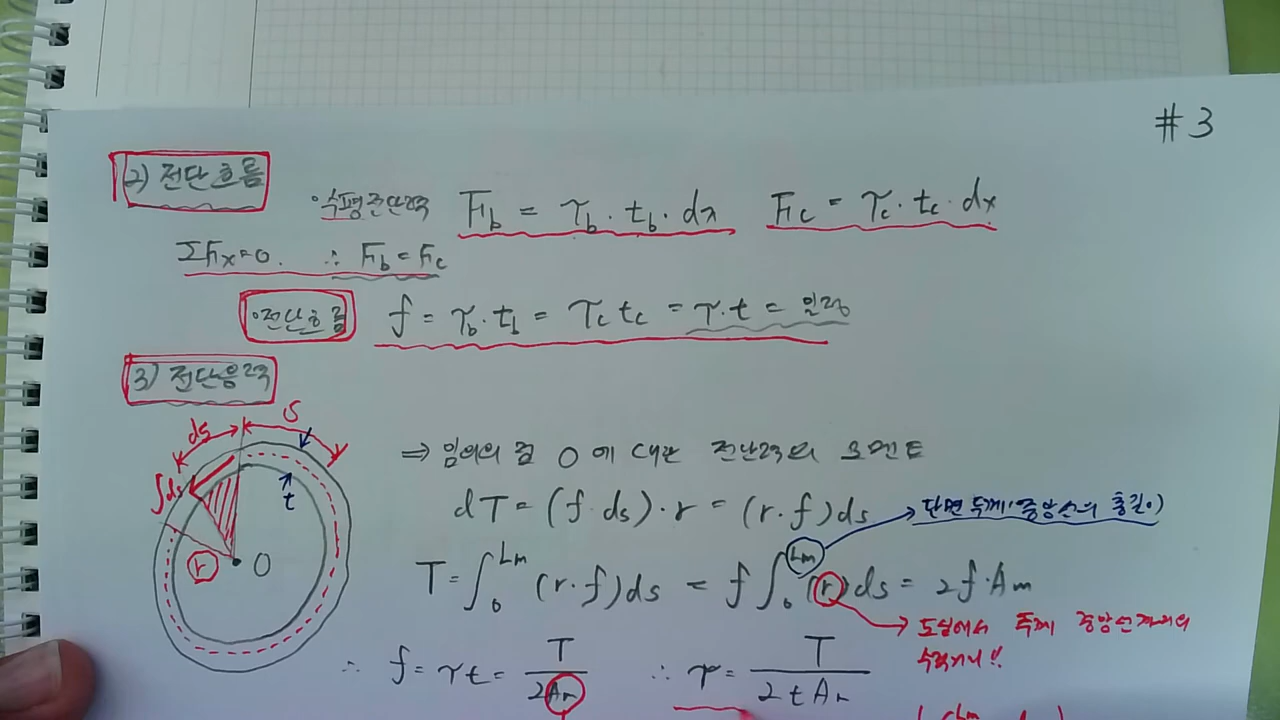 #3
2) 전단흐름
수평전단력 F_b = τ_b · t_b · dx F_c = τ_c · t_c · dx
ΣF_x = 0. ∴ F_b = F_c
전단흐름 f = τ_b · t_b = τ_c t_c = τ · t = 일정
3) 전단응력
ds S
t
r O
⇒ 임의의 점 O에 대한 전단력의 모멘트
dT = (f · ds) · r = (r · f) ds → 단면 두께(중앙선의 총길이)
T = ∫₀^Lm (r · f) ds = f ∫₀^Lm (r) ds = 2f · Am
→ 도심에서 두께 중앙선까지의
수직거리!!
∴ f = τt = T / 2Am ∴ τ = T / 2tAm